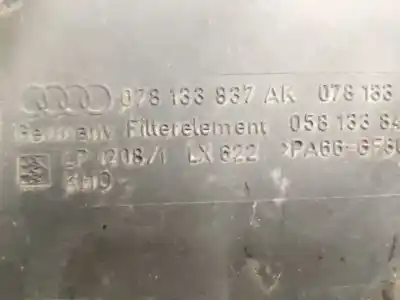 078 133 837 AK 078 133
Germany Filterelement 058 133 84
LP 1208/1 LX 622 >PA66-GF